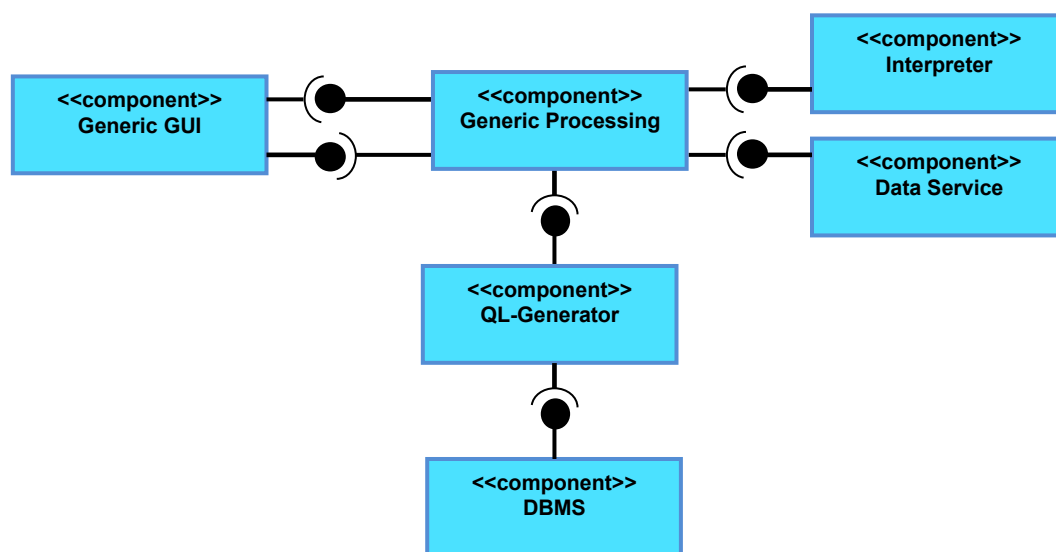 <<component>>
Generic GUI
<<component>>
Generic Processing
<<component>>
Interpreter
<<component>>
Data Service
<<component>>
QL-Generator
<<component>>
DBMS